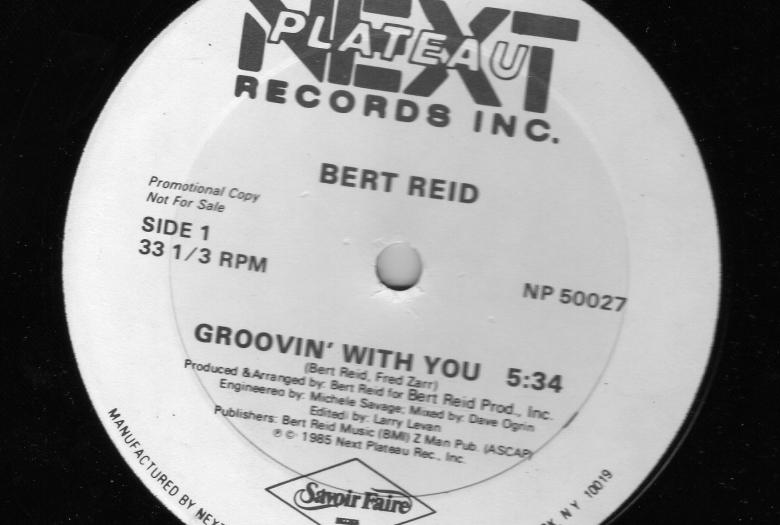 NEXT
PLATEAU
RECORDS INC.
BERT REID
Promotional Copy
Not For Sale
SIDE 1
33 1/3 RPM
NP 50027
GROOVIN' WITH YOU 5:34
(Bert Reid, Fred Zarr)
Produced & Arranged by: Bert Reid for Bert Reid Prod., Inc.
Engineered by: Michele Savage; Mixed by: Dave Ogrin
Edited by: Larry Levan
Publishers: Bert Reid Music (BMI) Z Man Pub. (ASCAP)
℗ © 1985 Next Plateau Rec., Inc.
Savoir Faire
MANUFACTURED BY NEXT
N Y 10019